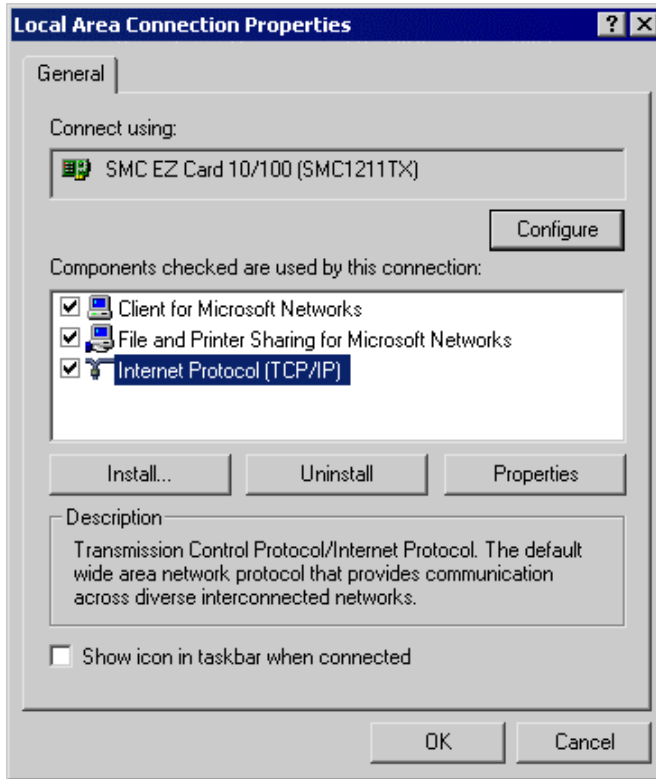 Local Area Connection Properties
General
Connect using:
SMC EZ Card 10/100 (SMC1211TX)
Configure
Components checked are used by this connection:
Client for Microsoft Networks
File and Printer Sharing for Microsoft Networks
Internet Protocol (TCP/IP)
Install...
Uninstall
Properties
Description
Transmission Control Protocol/Internet Protocol. The default
wide area network protocol that provides communication
across diverse interconnected networks.
Show icon in taskbar when connected
OK
Cancel